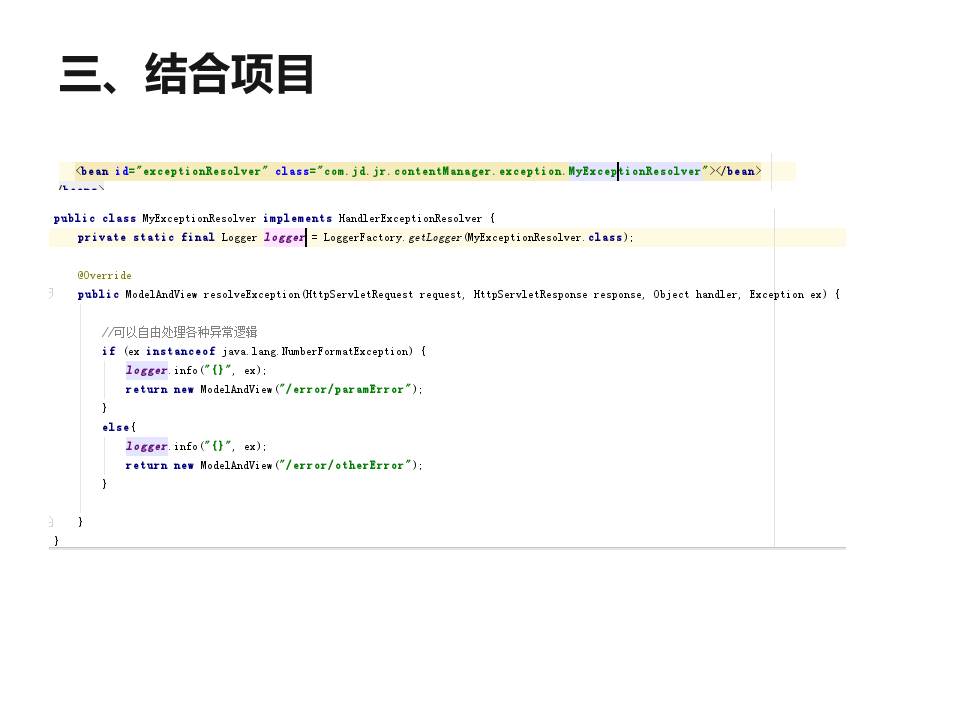 三、结合项目
<bean id="exceptionResolver" class="com.jd.jr.contentManager.exception.MyExceptionResolver"></bean>
public class MyExceptionResolver implements HandlerExceptionResolver {
private static final Logger logger = LoggerFactory.getLogger(MyExceptionResolver.class);
@Override
public ModelAndView resolveException(HttpServletRequest request, HttpServletResponse response, Object handler, Exception ex) {
//可以自由处理各种异常逻辑
if (ex instanceof java.lang.NumberFormatException) {
logger.info("{}", ex);
return new ModelAndView("/error/paramError");
}
else{
logger.info("{}", ex);
return new ModelAndView("/error/otherError");
}
}
}